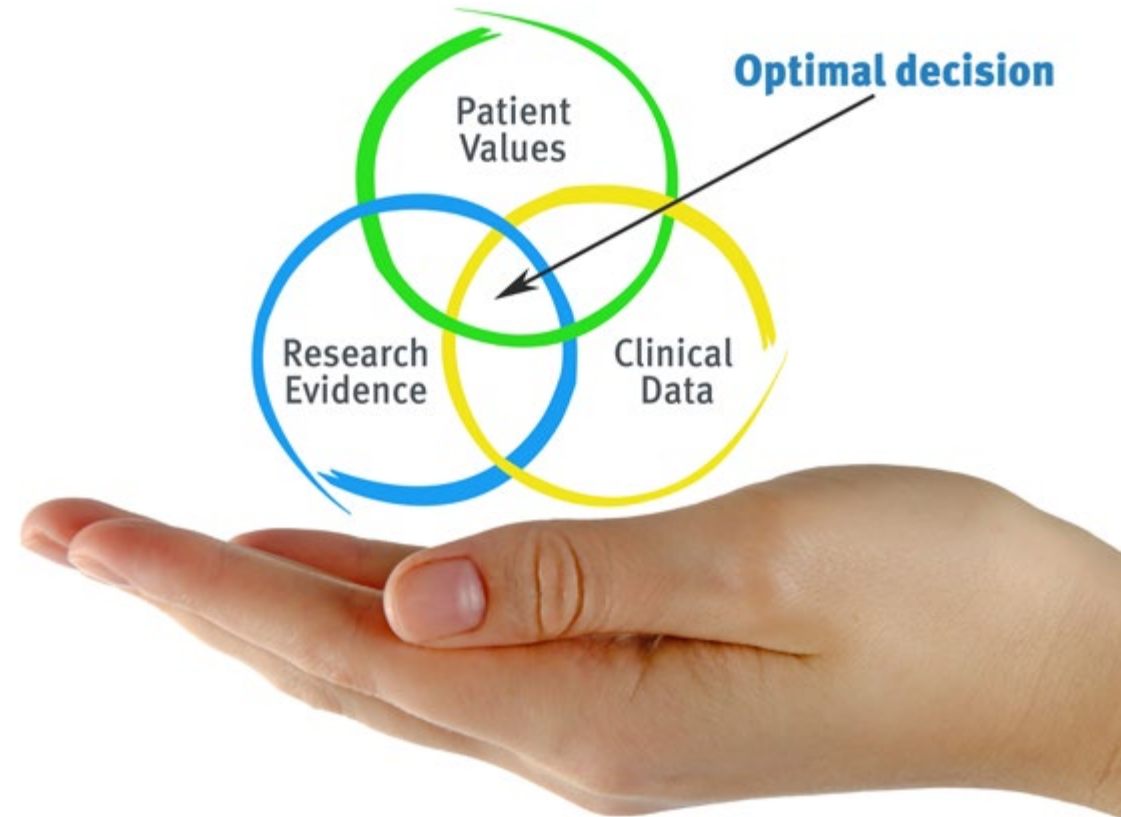 Optimal decision
Patient
Values
Research
Evidence
Clinical
Data